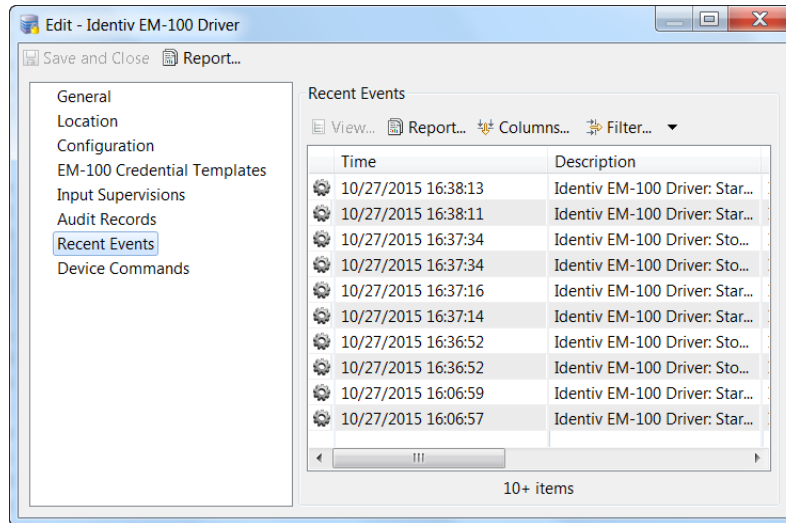 Edit - Identiv EM-100 Driver
Save and Close Report...
General
Location
Configuration
EM-100 Credential Templates
Input Supervisions
Audit Records
Recent Events
Device Commands
Recent Events
View... Report... Columns... Filter...
Time Description
10/27/2015 16:38:13 Identiv EM-100 Driver: Star...
10/27/2015 16:38:11 Identiv EM-100 Driver: Star...
10/27/2015 16:37:34 Identiv EM-100 Driver: Sto...
10/27/2015 16:37:34 Identiv EM-100 Driver: Sto...
10/27/2015 16:37:16 Identiv EM-100 Driver: Star...
10/27/2015 16:37:14 Identiv EM-100 Driver: Star...
10/27/2015 16:36:52 Identiv EM-100 Driver: Sto...
10/27/2015 16:36:52 Identiv EM-100 Driver: Sto...
10/27/2015 16:06:59 Identiv EM-100 Driver: Star...
10/27/2015 16:06:57 Identiv EM-100 Driver: Star...
10+ items